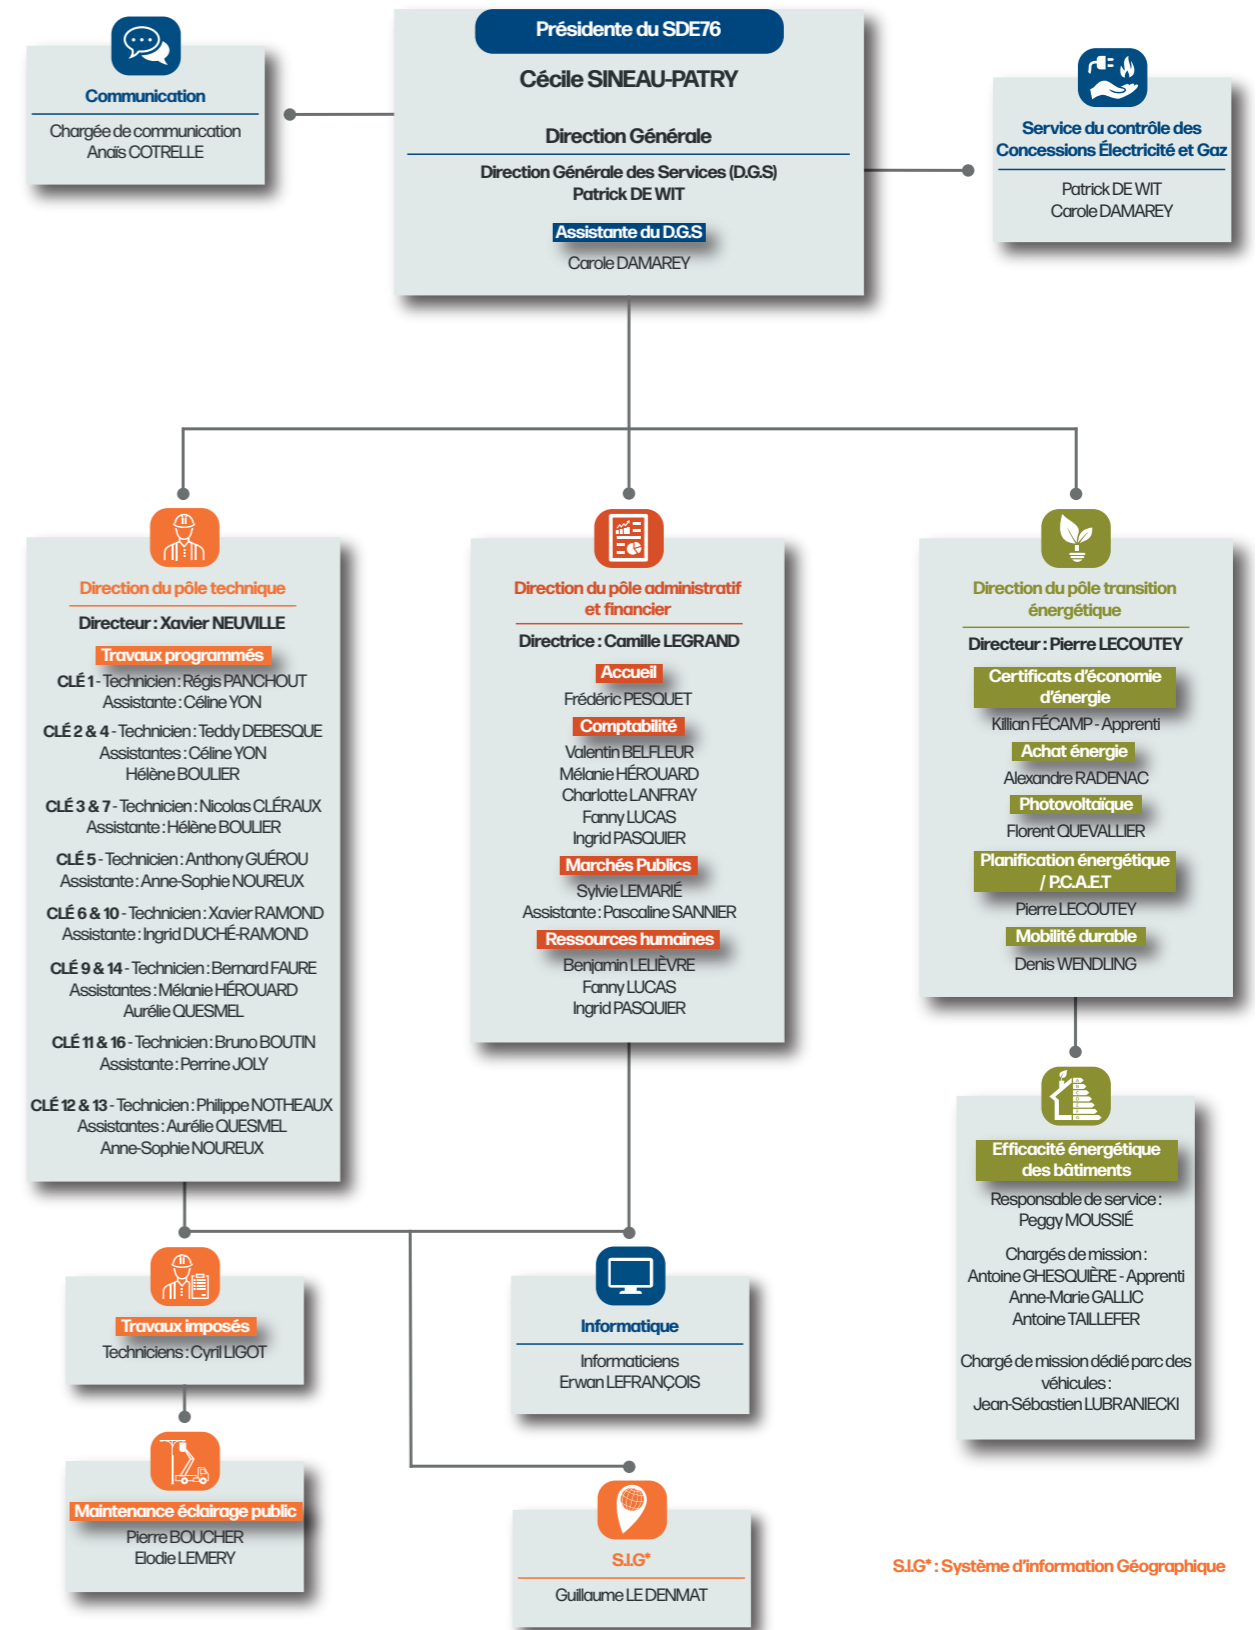 Présidente du SDE76
Cécile SINEAU-PATRY
Direction Générale
Direction Générale des Services (D.G.S)
Patrick DE WIT
Assistante du D.G.S
Carole DAMAREY
Communication
Chargée de communication
Anaïs COTRELLE
Service du contrôle des
Concessions Électricité et Gaz
Patrick DE WIT
Carole DAMAREY
Direction du pôle technique
Directeur : Xavier NEUVILLE
Travaux programmés
CLÉ 1 - Technicien : Régis PANCHOUT
Assistante : Céline YON
CLÉ 2 & 4 - Technicien : Teddy DEBESQUE
Assistantes : Céline YON
Hélène BOULIER
CLÉ 3 & 7 - Technicien : Nicolas CLÉRAUX
Assistante : Hélène BOULIER
CLÉ 5 - Technicien : Anthony GUÉROU
Assistante : Anne-Sophie NOUREUX
CLÉ 6 & 10 - Technicien : Xavier RAMOND
Assistante : Ingrid DUCHÉ-RAMOND
CLÉ 9 & 14 - Technicien : Bernard FAURE
Assistantes : Mélanie HÉROUARD
Aurélie QUESMEL
CLÉ 11 & 16 - Technicien : Bruno BOUTIN
Assistante : Perrine JOLY
CLÉ 12 & 13 - Technicien : Philippe NOTHEAUX
Assistantes : Aurélie QUESMEL
Anne-Sophie NOUREUX
Direction du pôle administratif
et financier
Directrice : Camille LEGRAND
Accueil
Frédéric PESQUET
Comptabilité
Valentin BELFLEUR
Mélanie HÉROUARD
Charlotte LANFRAY
Fanny LUCAS
Ingrid PASQUIER
Marchés Publics
Sylvie LEMARIÉ
Assistante : Pascaline SANNIER
Ressources humaines
Benjamin LELIÈVRE
Fanny LUCAS
Ingrid PASQUIER
Direction du pôle transition
énergétique
Directeur : Pierre LECOUTEY
Certificats d'économie
d'énergie
Killian FÉCAMP - Apprenti
Achat énergie
Alexandre RADENAC
Photovoltaïque
Florent QUEVALLIER
Planification énergétique
/ P.C.A.E.T
Pierre LECOUTEY
Mobilité durable
Denis WENDLING
Efficacité énergétique
des bâtiments
Responsable de service :
Peggy MOUSSIÉ
Chargés de mission :
Antoine GHESQUIÈRE - Apprenti
Anne-Marie GALLIC
Antoine TAILLEFER
Chargé de mission dédié parc des
véhicules :
Jean-Sébastien LUBRANIECKI
Travaux imposés
Techniciens : Cyril LIGOT
Informatique
Informaticiens
Erwan LEFRANÇOIS
Maintenance éclairage public
Pierre BOUCHER
Elodie LEMERY
S.I.G*
Guillaume LE DENMAT
S.I.G* : Système d'information Géographique